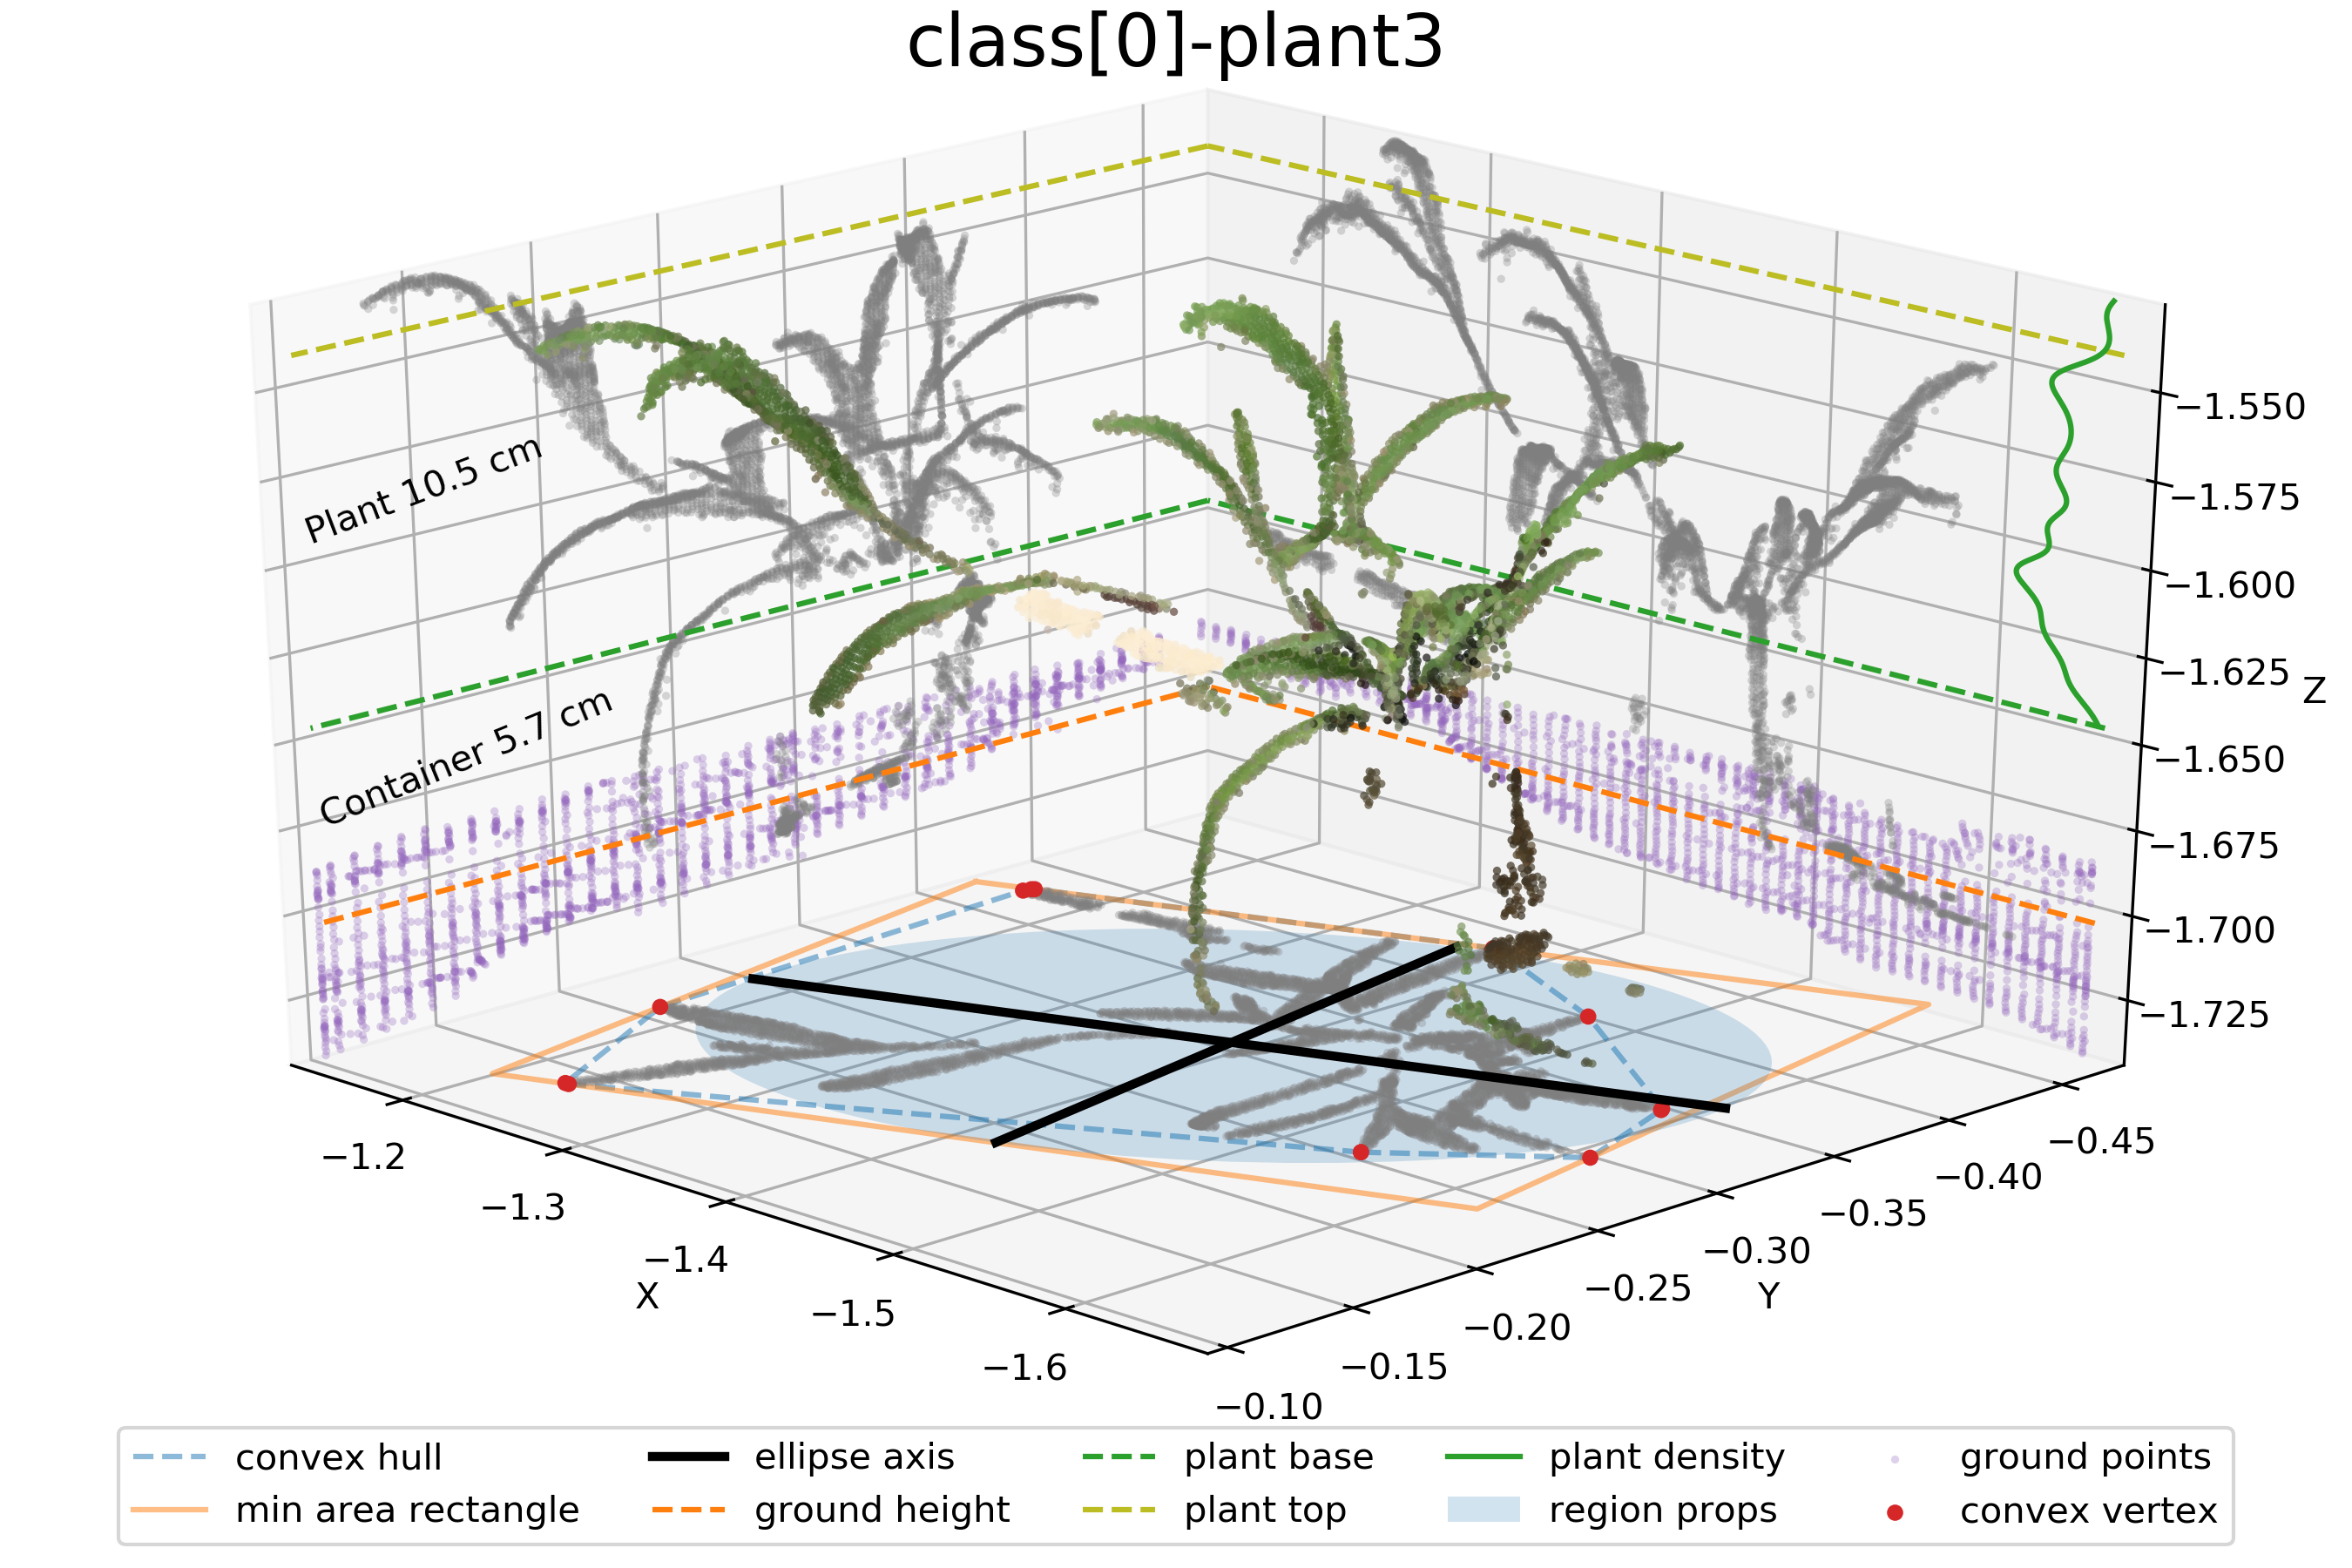 class[0]-plant3
Plant 10.5 cm
Container 5.7 cm
−1.550
−1.575
−1.600
−1.625
−1.650
−1.675
−1.700
−1.725
Z
−1.2
−1.3
−1.4
−1.5
−1.6
X
−0.45
−0.40
−0.35
−0.30
−0.25
−0.20
−0.15
−0.10
Y
convex hull
min area rectangle
ellipse axis
ground height
plant base
plant top
plant density
region props
ground points
convex vertex